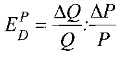 E_D^P = ΔQ/Q : ΔP/P